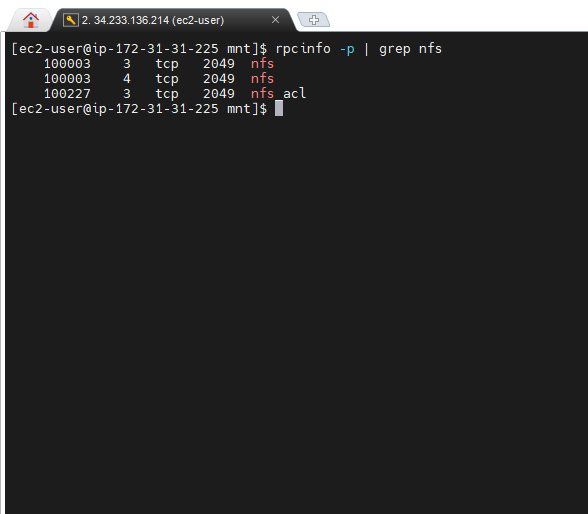 2. 34.233.136.214 (ec2-user)
[ec2-user@ip-172-31-31-225 mnt]$ rpcinfo -p | grep nfs
    100003    3   tcp   2049  nfs
    100003    4   tcp   2049  nfs
    100227    3   tcp   2049  nfs_acl
[ec2-user@ip-172-31-31-225 mnt]$